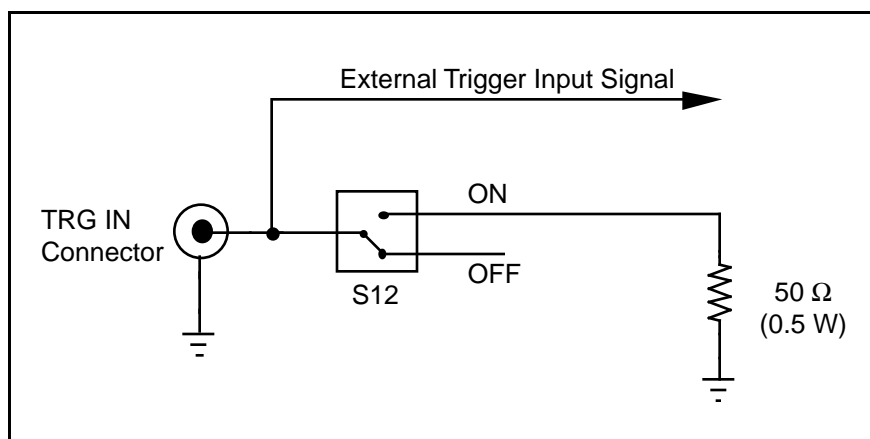 External Trigger Input Signal
TRG IN
Connector
ON
OFF
S12
50 Ω
(0.5 W)